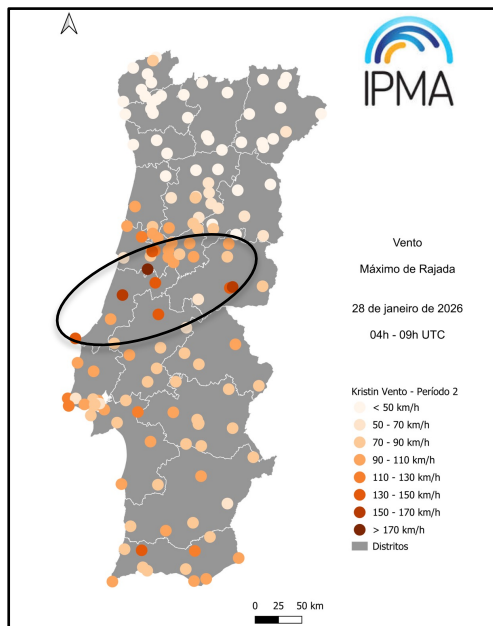 IPMA
Vento
Máximo de Rajada
28 de janeiro de 2026
04h - 09h UTC
Kristin Vento - Período 2
< 50 km/h
50 - 70 km/h
70 - 90 km/h
90 - 110 km/h
110 - 130 km/h
130 - 150 km/h
150 - 170 km/h
> 170 km/h
Distritos
0 25 50 km